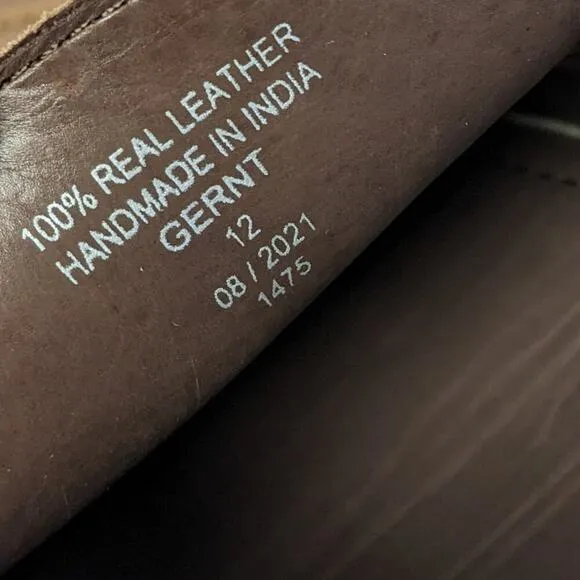 100% REAL LEATHER
HANDMADE IN INDIA
GERNT
12
08 / 2021
1475